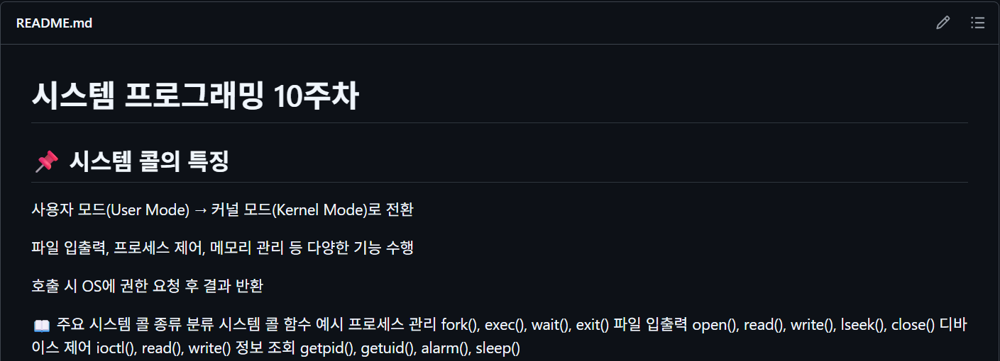 README.md
시스템 프로그래밍 10주차
📌 시스템 콜의 특징
사용자 모드(User Mode) → 커널 모드(Kernel Mode)로 전환
파일 입출력, 프로세스 제어, 메모리 관리 등 다양한 기능 수행
호출 시 OS에 권한 요청 후 결과 반환
📖 주요 시스템 콜 종류 분류 시스템 콜 함수 예시 프로세스 관리 fork(), exec(), wait(), exit() 파일 입출력 open(), read(), write(), lseek(), close() 디바
이스 제어 ioctl(), read(), write() 정보 조회 getpid(), getuid(), alarm(), sleep()